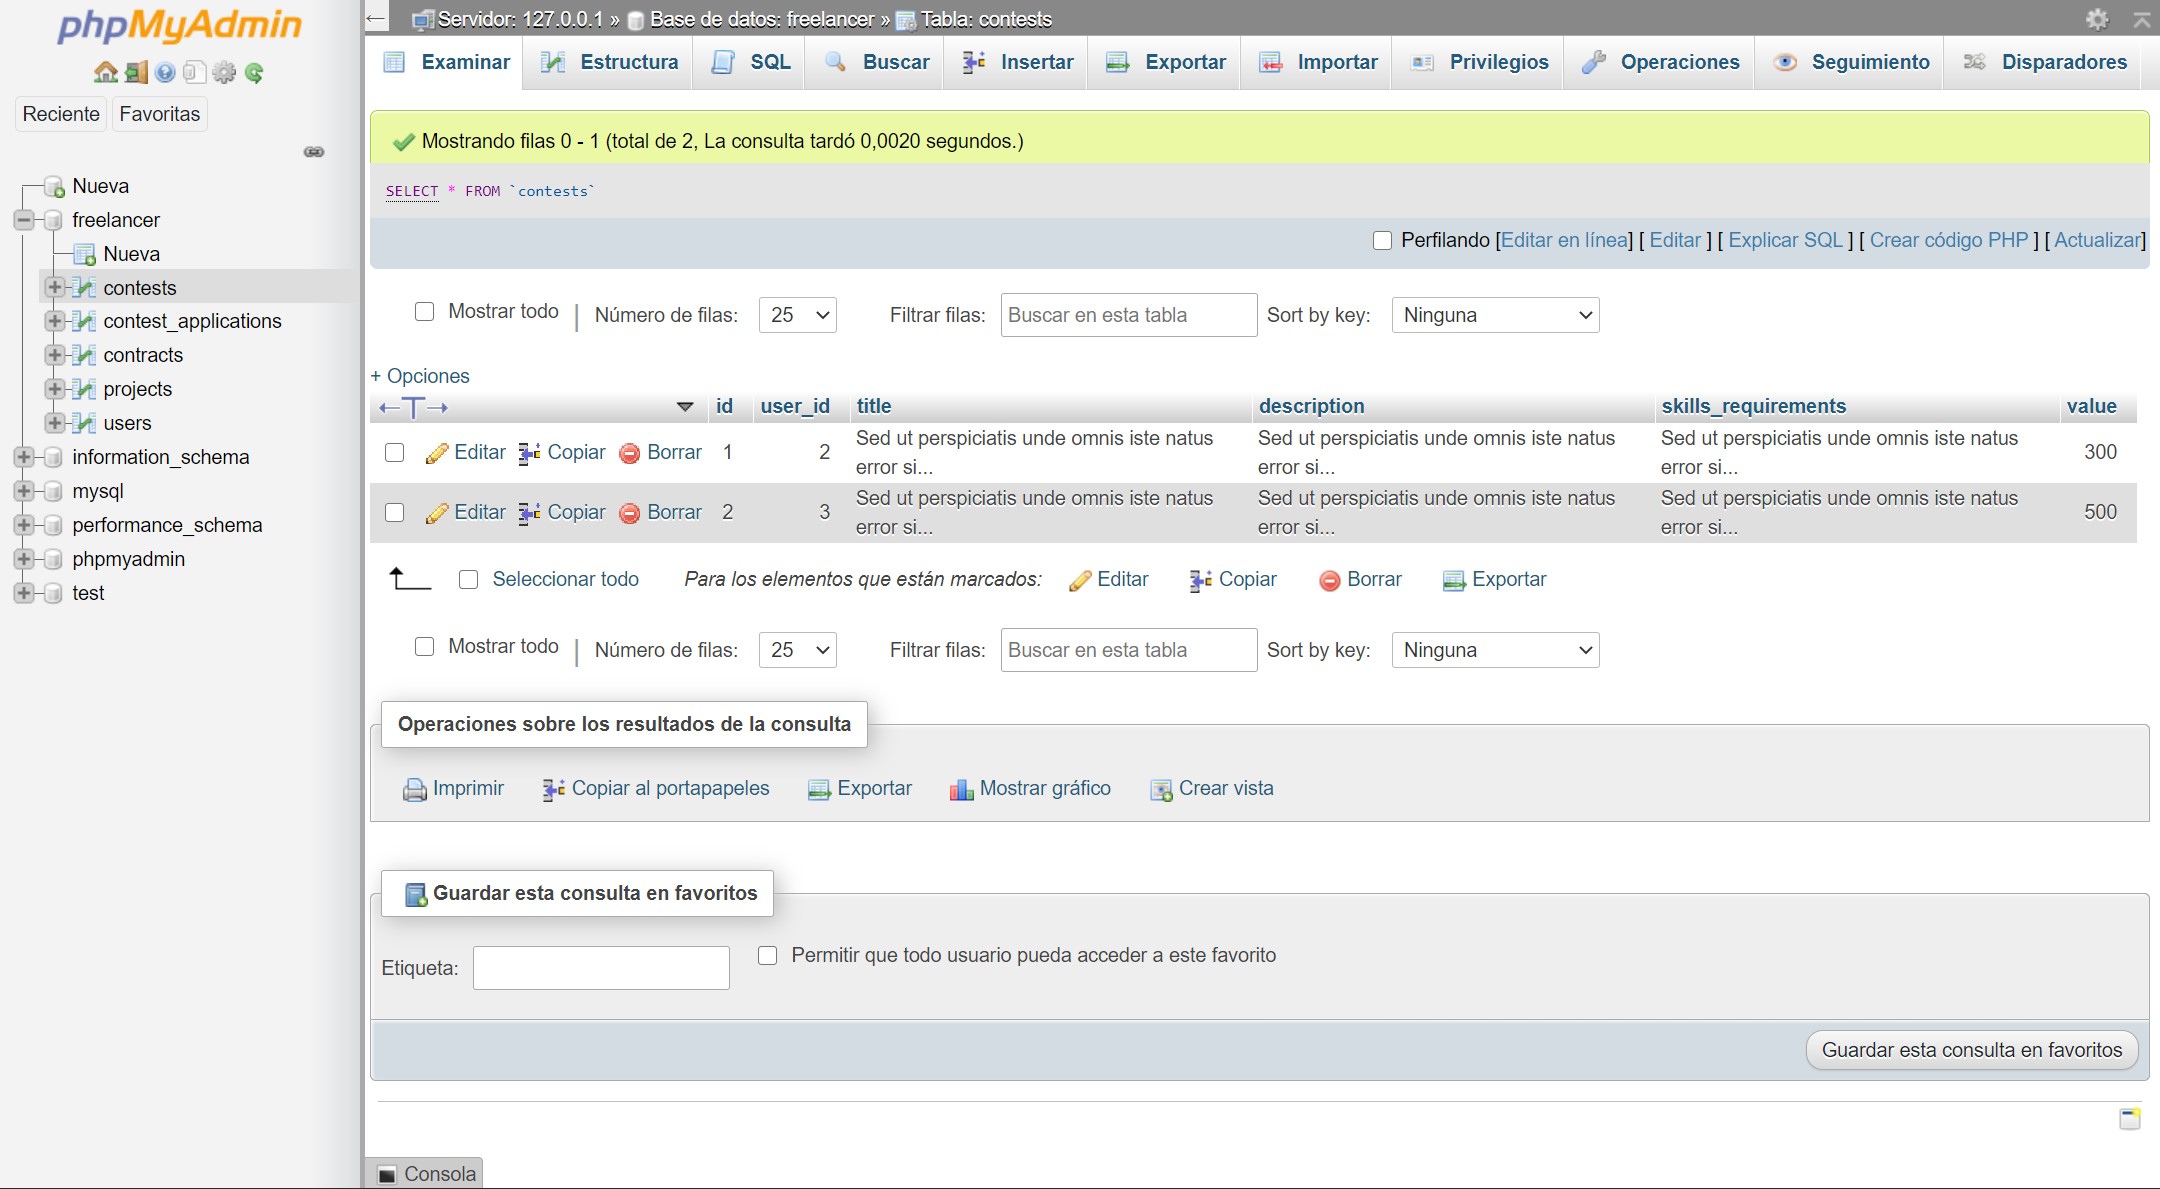 phpMyAdmin
Reciente
Favoritas
Nueva
freelancer
Nueva
contests
contest_applications
contracts
projects
users
information_schema
mysql
performance_schema
phpmyadmin
test
Servidor: 127.0.0.1 » Base de datos: freelancer » Tabla: contests
Examinar Estructura SQL Buscar Insertar Exportar Importar Privilegios Operaciones Seguimiento Disparadores
Mostrando filas 0 - 1 (total de 2, La consulta tardó 0,0020 segundos.)
SELECT * FROM `contests`
Perfilando [Editar en línea] [ Editar ] [ Explicar SQL ] [ Crear código PHP ] [ Actualizar]
Mostrar todo | Número de filas: 25 Filtrar filas: Buscar en esta tabla Sort by key: Ninguna
+ Opciones
←T→ id user_id title description skills_requirements value
Editar Copiar Borrar 1 2 Sed ut perspiciatis unde omnis iste natus error si... Sed ut perspiciatis unde omnis iste natus error si... Sed ut perspiciatis unde omnis iste natus error si... 300
Editar Copiar Borrar 2 3 Sed ut perspiciatis unde omnis iste natus error si... Sed ut perspiciatis unde omnis iste natus error si... Sed ut perspiciatis unde omnis iste natus error si... 500
Seleccionar todo Para los elementos que están marcados: Editar Copiar Borrar Exportar
Mostrar todo | Número de filas: 25 Filtrar filas: Buscar en esta tabla Sort by key: Ninguna
Operaciones sobre los resultados de la consulta
Imprimir Copiar al portapapeles Exportar Mostrar gráfico Crear vista
Guardar esta consulta en favoritos
Etiqueta: Permitir que todo usuario pueda acceder a este favorito
Guardar esta consulta en favoritos
Consola